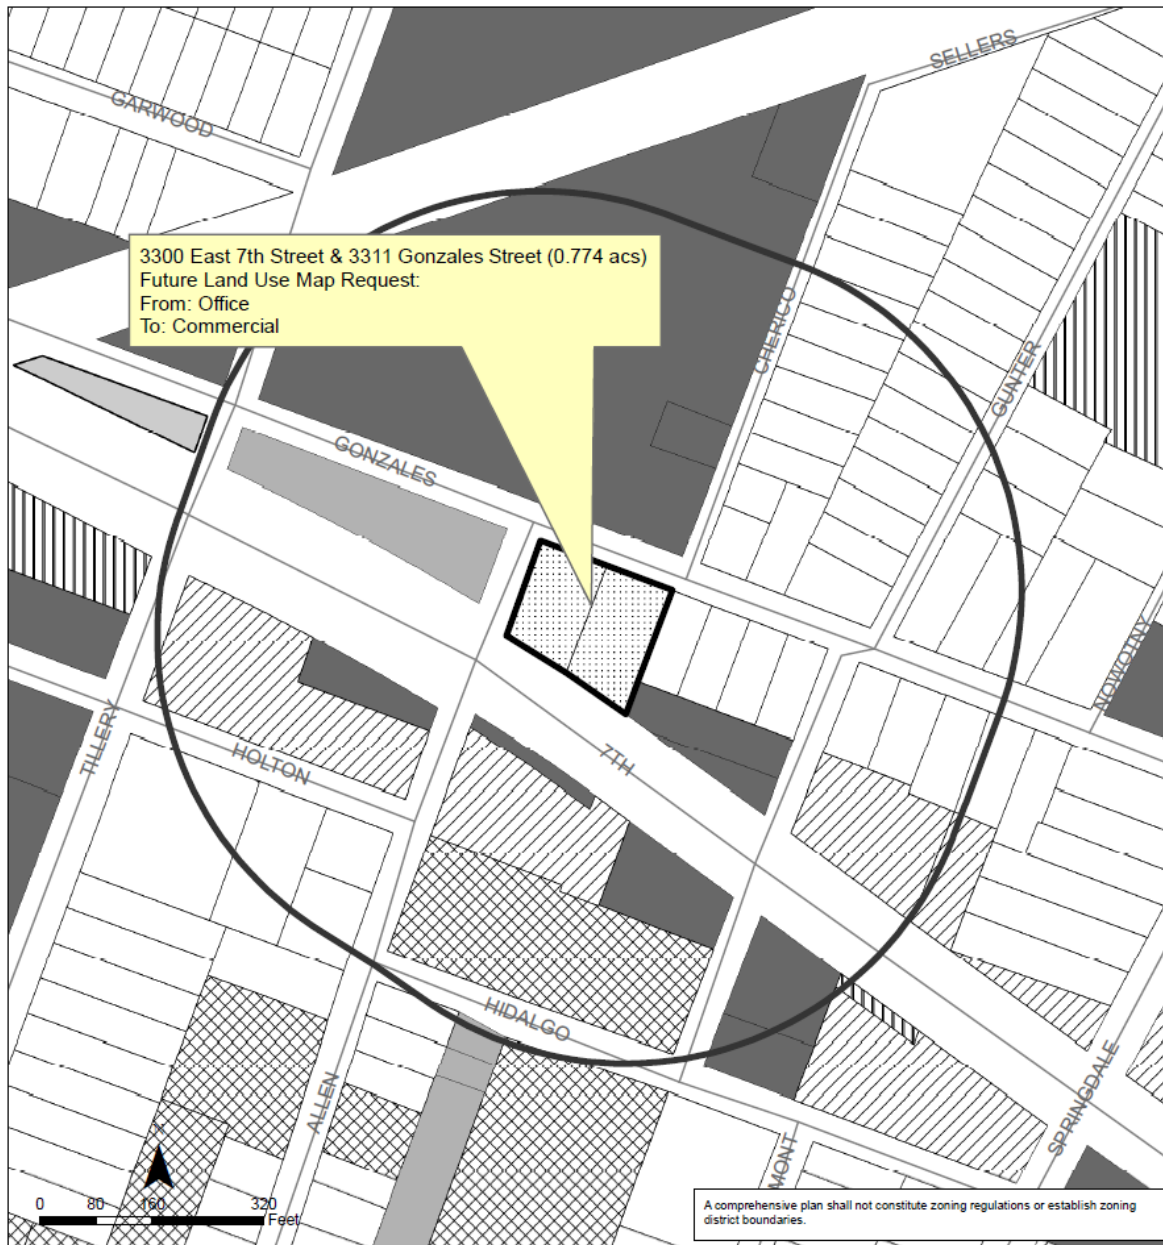 SELLERS
GARWOOD
3300 East 7th Street & 3311 Gonzales Street (0.774 acs)
Future Land Use Map Request:
From: Office
To: Commercial
CHERICO
GUNTER
GONZALES
NOWOTNY
TILLERY
HOLTON
7TH
HIDALGO
ALLEN
SPRINGDALE
MONT
0 80 160 320
Feet
A comprehensive plan shall not constitute zoning regulations or establish zoning
district boundaries.